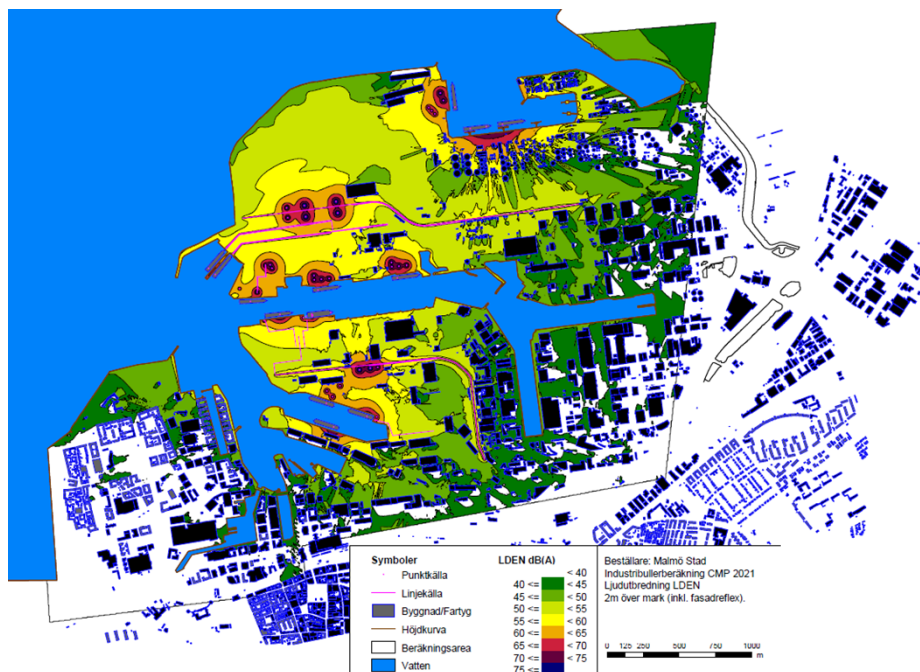 Symboler
Punktkälla
Linjekälla
Byggnad/Fartyg
Höjdkurva
Beräkningsarea
Vatten
LDEN dB(A)
< 40
40 <= < 45
45 <= < 50
50 <= < 55
55 <= < 60
60 <= < 65
65 <= < 70
70 <= < 75
75 <=
Beställare: Malmö Stad
Industribullerberäkning CMP 2021
Ljudutbredning LDEN
2m över mark (inkl. fasadreflex).
0 125 250 500 750 1000
m